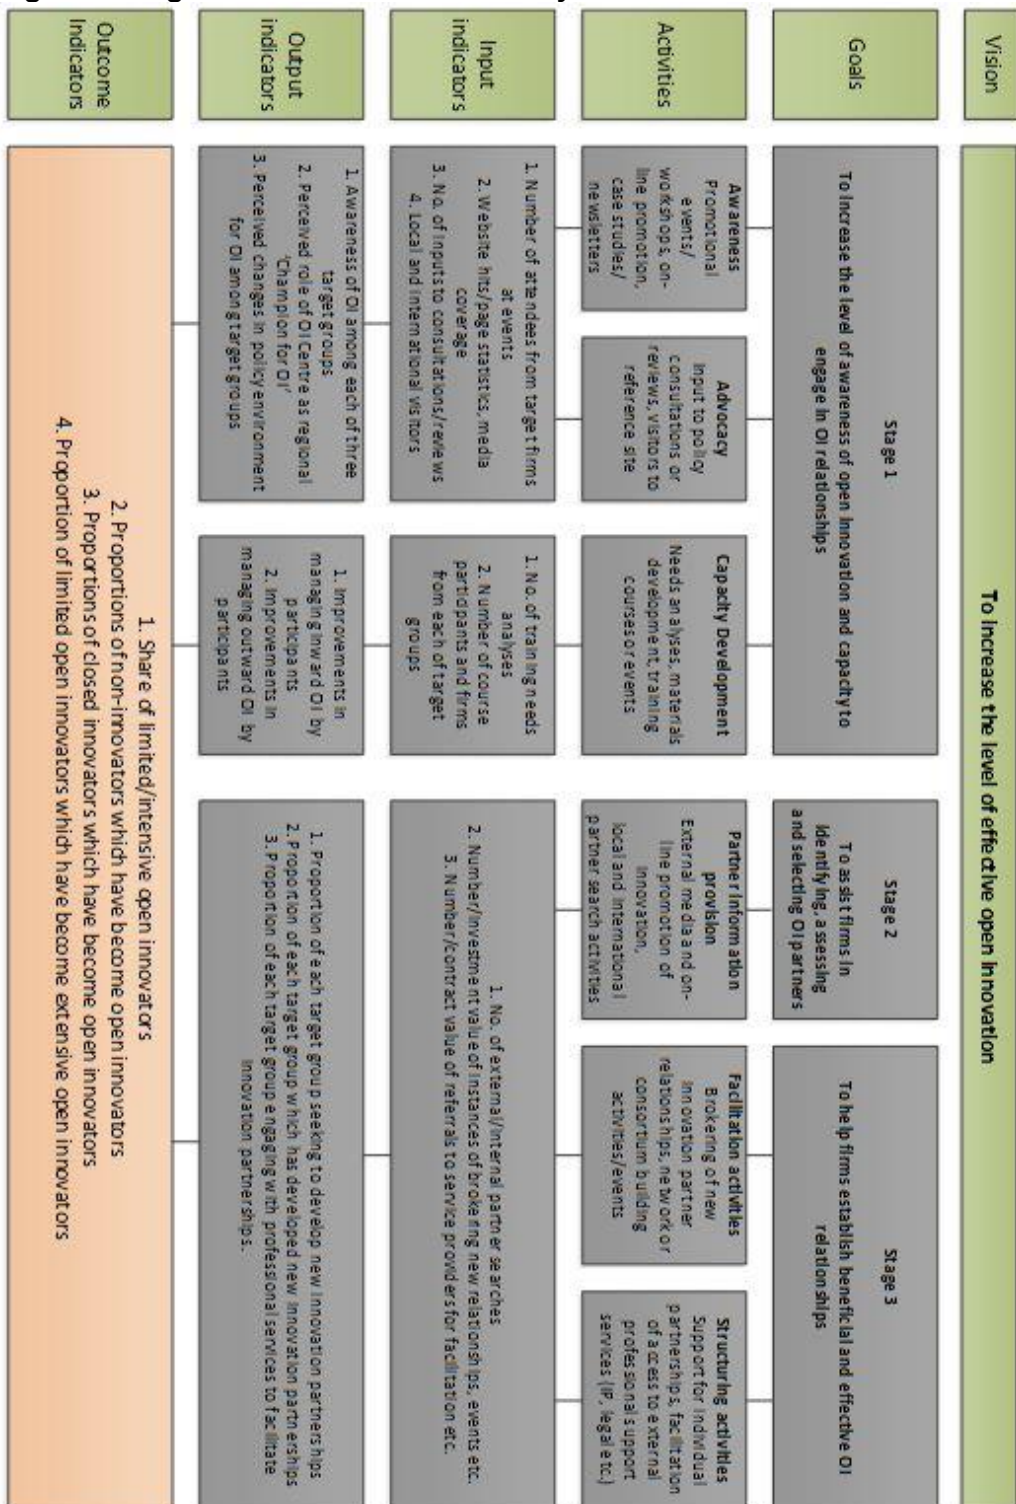 Vision
To increase the level of effective open innovation
Goals
Stage 1
To increase the level of awareness of open innovation and capacity to
engage in OI relationships
Stage 2
To assist firms in
identifying, assessing
and selecting OI partners
Stage 3
To help firms establish beneficial and effective OI
relationships
Activities
Awareness
Promotional
events/
workshops, on-
line promotion,
case studies/
newsletters
Advocacy
Input to policy
consultations or
reviews, visitors to
reference site
Capacity Development
Needs analyses, materials
development, training
courses or events
Partner information
provision
External media and on-
line promotion of
innovation,
local and international
partner search activities
Facilitation activities
Brokering of new
innovation partner
relationships, network or
consortium building
activities/events
Structuring activities
Support for individual
partnerships, facilitation
of access to external
professional support
services (IP, legal etc.)
Input
indicators
1. Number of attendees from target firms
at events
2. Website hits/page statistics, media
coverage
3. No. of inputs to consultations/reviews
4. Local and international visitors
1. No. of training needs
analyses
2. Number of course
participants and firms
from each of target
groups
1. No. of external/internal partner searches
2. Number/investment value of instances of brokering new relationships, events etc.
3. Number/contract value of referrals to service providers for facilitation etc.
Output
indicators
1. Awareness of OI among each of three
target groups
2. Perceived role of OI Centre as regional
'Champion for OI'
3. Perceived changes in policy environment
for OI among target groups
1. Improvements in
managing inward OI by
participants
2. Improvements in
managing outward OI by
participants
1. Proportion of each target group seeking to develop new innovation partnerships
2. Proportion of each target group which has developed new innovation partnerships
3. Proportion of each target group engaging with professional services to facilitate
innovation partnerships.
Outcome
Indicators
1. Share of limited/intensive open innovators
2. Proportions of non-innovators which have become open innovators
3. Proportions of closed innovators which have become open innovators
4. Proportion of limited open innovators which have become extensive open innovators